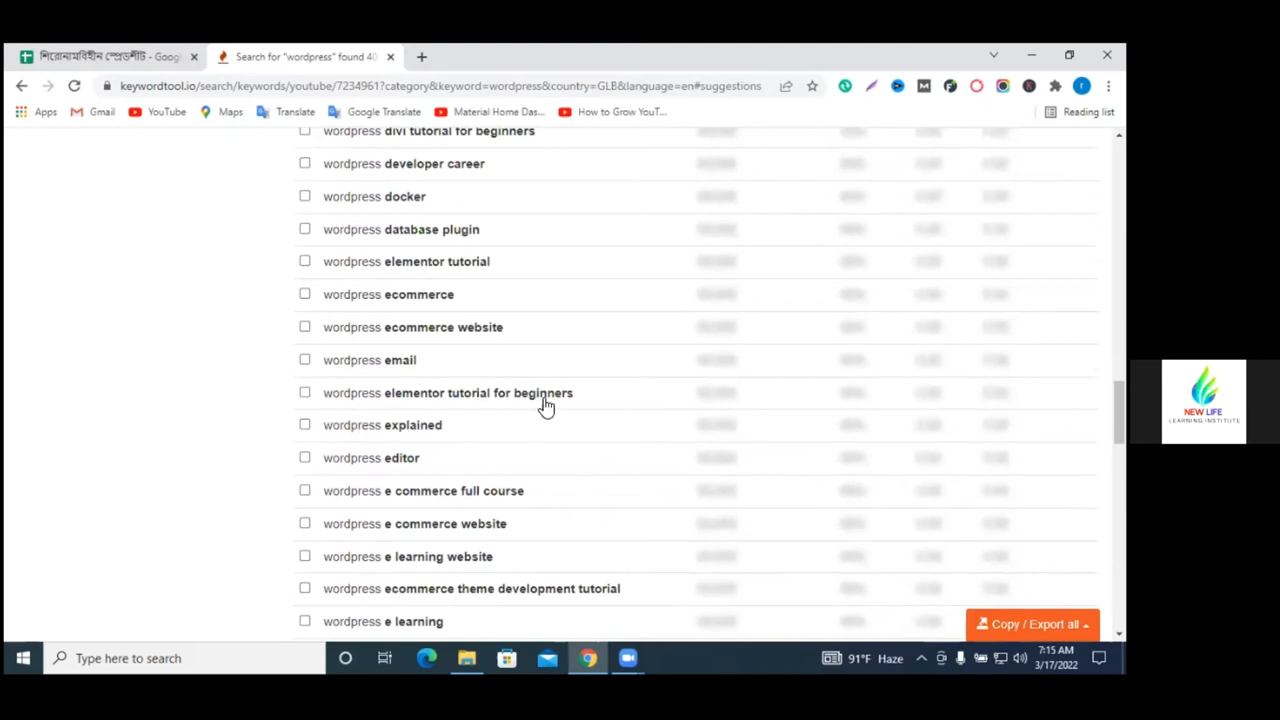 শিরোনামবিহীন স্প্রেডশীট - Googl
Search for "wordpress" found 40
keywordtool.io/search/keywords/youtube/7234961?category&keyword=wordpress&country=GLB&language=en#suggestions
Apps
Gmail
YouTube
Maps
Translate
Google Translate
Material Home Das...
How to Grow YouT...
Reading list
wordpress divi tutorial for beginners
wordpress developer career
wordpress docker
wordpress database plugin
wordpress elementor tutorial
wordpress ecommerce
wordpress ecommerce website
wordpress email
wordpress elementor tutorial for beginners
wordpress explained
wordpress editor
wordpress e commerce full course
wordpress e commerce website
wordpress e learning website
wordpress ecommerce theme development tutorial
wordpress e learning
Copy / Export all
NEW LIFE
LEARNING INSTITUTE
Type here to search
91°F Haze
7:15 AM
3/17/2022